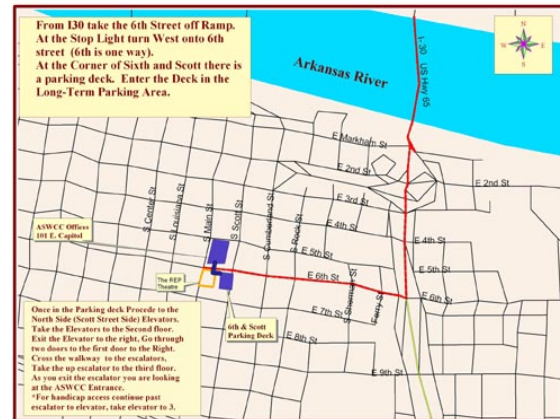 From I30 take the 6th Street off Ramp.
At the Stop Light turn West onto 6th
street (6th is one way).
At the Corner of Sixth and Scott there is
a parking deck. Enter the Deck in the
Long-Term Parking Area.
N
W
E
S
I-30 US Hwy 65
Arkansas River
E Markham St
E 2nd St
E 2nd St
E 3rd St
S Center St
S Louisiana St
S Main St
S Scott St
S Cumberland St
S Rock St
E 4th St
E 4th St
ASWCC Offices
101 E. Capitol
E 5th St
E 5th St
The REP
Theatre
E 6th St
E 6th St
S Sherman St
Ferry St
E 7th St
6th & Scott
Parking Deck
E 8th St
E 9th St
Once in the Parking deck Procede to the
North Side (Scott Street Side) Elevators.
Take the Elevators to the Second floor.
Exit the Elevator to the right, Go through
two doors to the first door to the Right.
Cross the walkway to the escalators.
Take the up escalator to the third floor.
As you exit the escalator you are looking
at the ASWCC Entrance.
*For handicap access continue past
escalator to elevator, take elevator to 3.